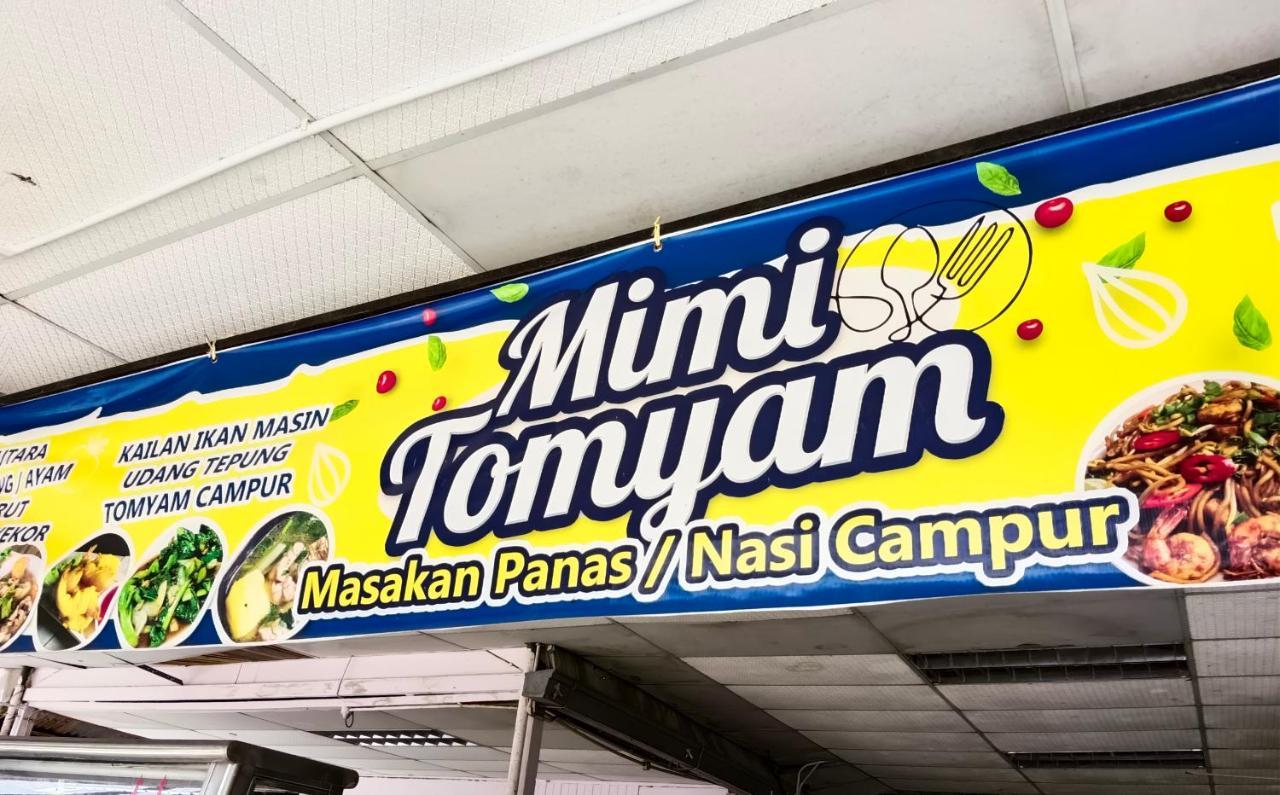 AYAM
KAILAN IKAN MASIN
UDANG TEPUNG
TOMYAM CAMPUR
Mimi
Tomyam
Masakan Panas / Nasi Campur